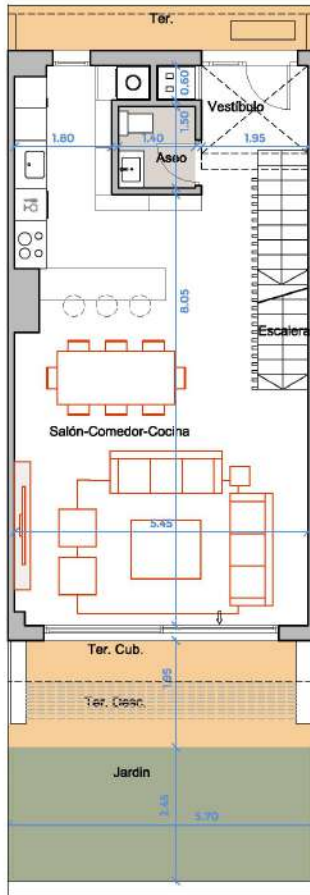 Ter.
0.60
Vestíbulo
1.50
1.80
1.40
1.95
Aseo
8.05
Escalera
Salón-Comedor-Cocina
5.45
Ter. Cub.
1.95
Ter. Desc.
Jardin
2.45
5.70